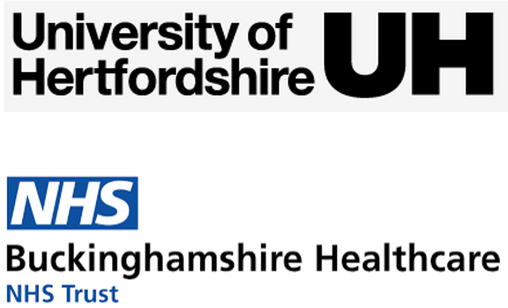 University of
Hertfordshire UH
NHS
Buckinghamshire Healthcare
NHS Trust